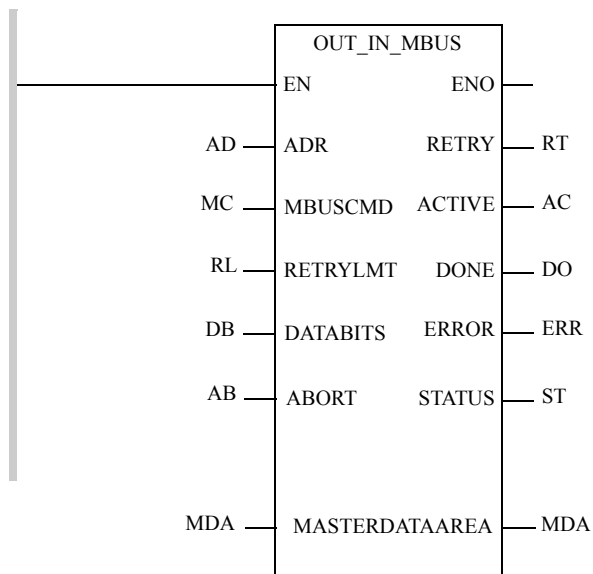 OUT_IN_MBUS
EN ENO
AD ADR RETRY RT
MC MBUSCMD ACTIVE AC
RL RETRYLMT DONE DO
DB DATABITS ERROR ERR
AB ABORT STATUS ST
MDA MASTERDATAAREA MDA